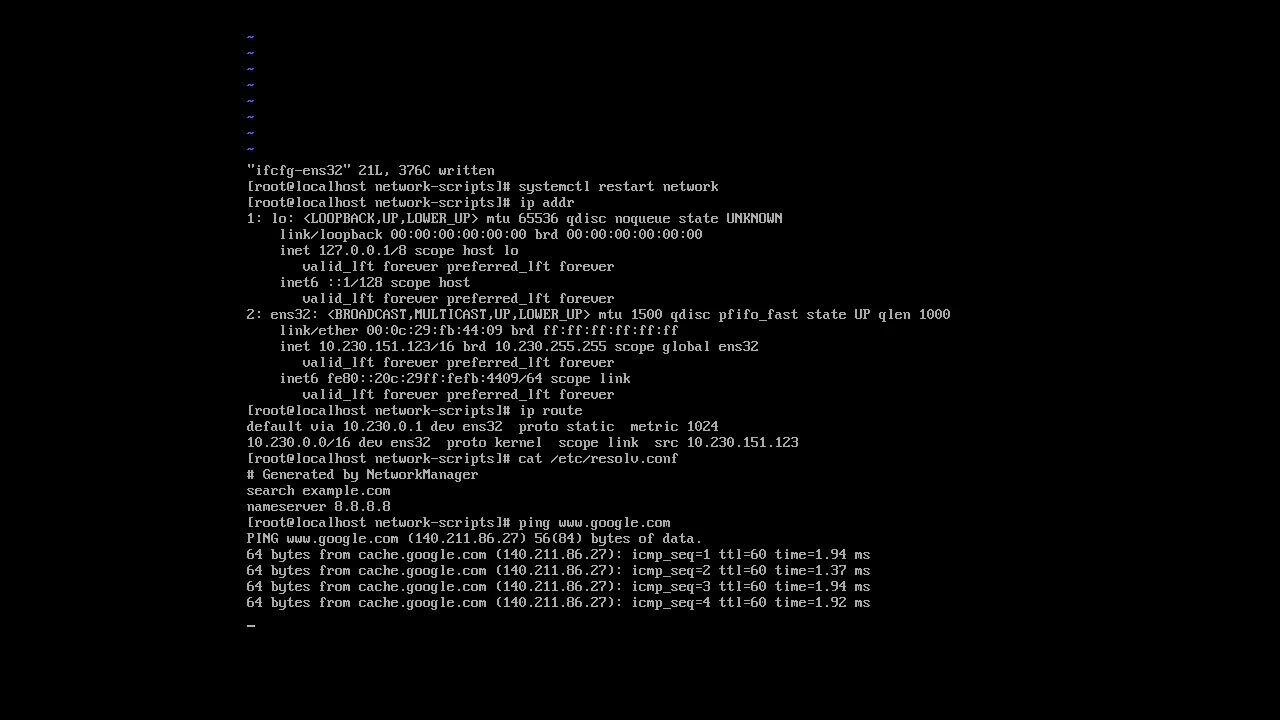 ~
~
~
~
~
~
~
~
"ifcfg-ens32" 21L, 376C written
[root@localhost network-scripts]# systemctl restart network
[root@localhost network-scripts]# ip addr
1: lo: <LOOPBACK,UP,LOWER_UP> mtu 65536 qdisc noqueue state UNKNOWN
    link/loopback 00:00:00:00:00:00 brd 00:00:00:00:00:00
    inet 127.0.0.1/8 scope host lo
       valid_lft forever preferred_lft forever
    inet6 ::1/128 scope host
       valid_lft forever preferred_lft forever
2: ens32: <BROADCAST,MULTICAST,UP,LOWER_UP> mtu 1500 qdisc pfifo_fast state UP qlen 1000
    link/ether 00:0c:29:fb:44:09 brd ff:ff:ff:ff:ff:ff
    inet 10.230.151.123/16 brd 10.230.255.255 scope global ens32
       valid_lft forever preferred_lft forever
    inet6 fe80::20c:29ff:fefb:4409/64 scope link
       valid_lft forever preferred_lft forever
[root@localhost network-scripts]# ip route
default via 10.230.0.1 dev ens32  proto static  metric 1024
10.230.0.0/16 dev ens32  proto kernel  scope link  src 10.230.151.123
[root@localhost network-scripts]# cat /etc/resolv.conf
# Generated by NetworkManager
search example.com
nameserver 8.8.8.8
[root@localhost network-scripts]# ping www.google.com
PING www.google.com (140.211.86.27) 56(84) bytes of data.
64 bytes from cache.google.com (140.211.86.27): icmp_seq=1 ttl=60 time=1.94 ms
64 bytes from cache.google.com (140.211.86.27): icmp_seq=2 ttl=60 time=1.37 ms
64 bytes from cache.google.com (140.211.86.27): icmp_seq=3 ttl=60 time=1.94 ms
64 bytes from cache.google.com (140.211.86.27): icmp_seq=4 ttl=60 time=1.92 ms